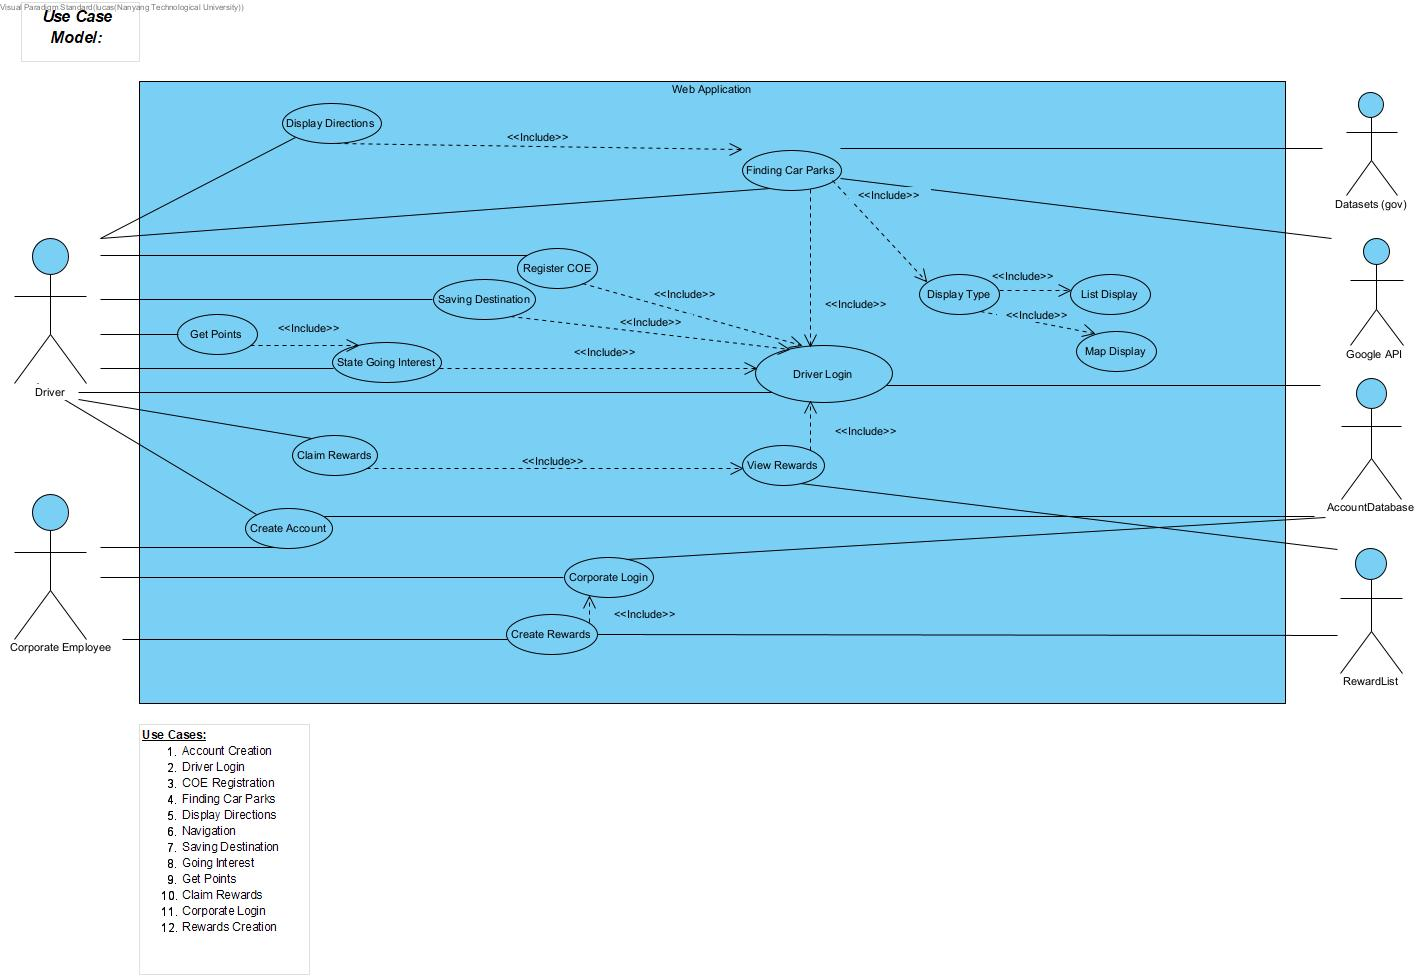 Visual Paradigm Standard(lucas(Nanyang Technological University))
Use Case
Model:
Web Application
Display Directions
<<Include>>
Finding Car Parks
<<Include>>
Datasets (gov)
Register COE
Saving Destination
<<Include>>
<<Include>>
<<Include>>
Display Type
<<Include>>
List Display
<<Include>>
Map Display
Google API
Get Points
<<Include>>
State Going Interest
<<Include>>
Driver Login
Driver
Claim Rewards
<<Include>>
View Rewards
<<Include>>
AccountDatabase
Create Account
Corporate Login
<<Include>>
Create Rewards
Corporate Employee
RewardList
Use Cases:
1. Account Creation
2. Driver Login
3. COE Registration
4. Finding Car Parks
5. Display Directions
6. Navigation
7. Saving Destination
8. Going Interest
9. Get Points
10. Claim Rewards
11. Corporate Login
12. Rewards Creation